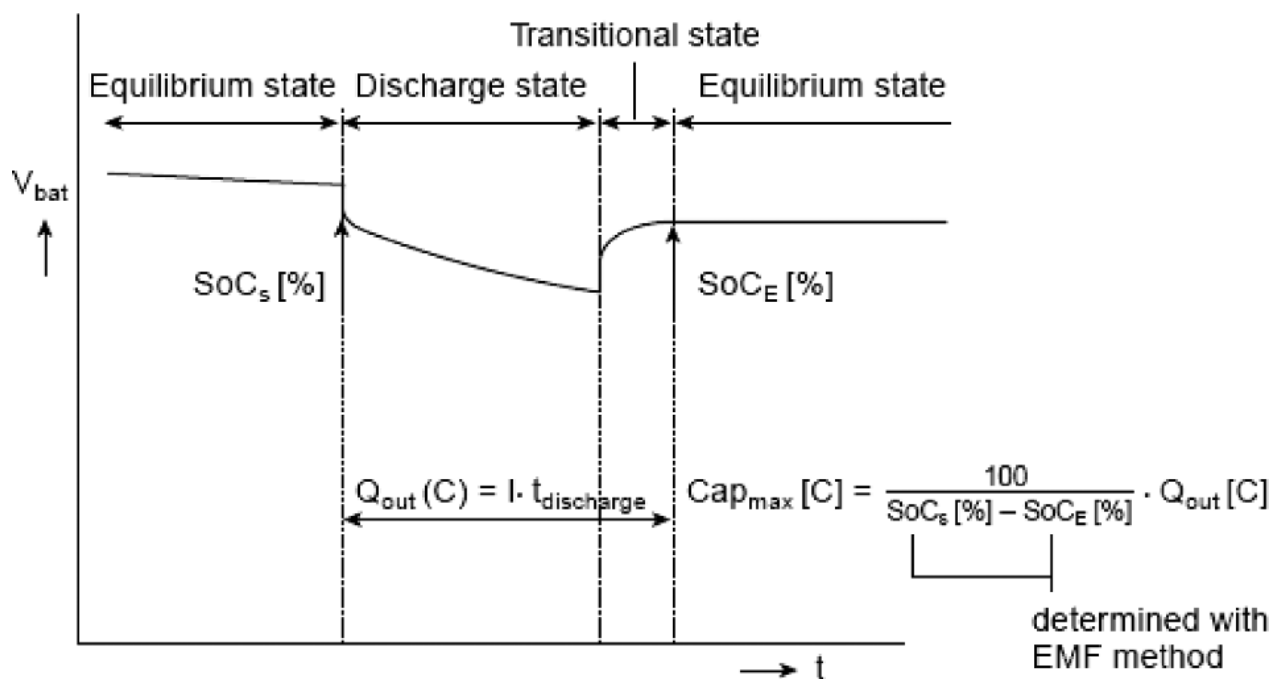 Transitional state
Equilibrium state
Discharge state
Equilibrium state
V_bat
SoC_s [%]
SoC_E [%]
Q_out (C) = I· t_discharge
Cap_max [C] = 100 / SoC_s [%] – SoC_E [%] · Q_out [C]
determined with
EMF method
t